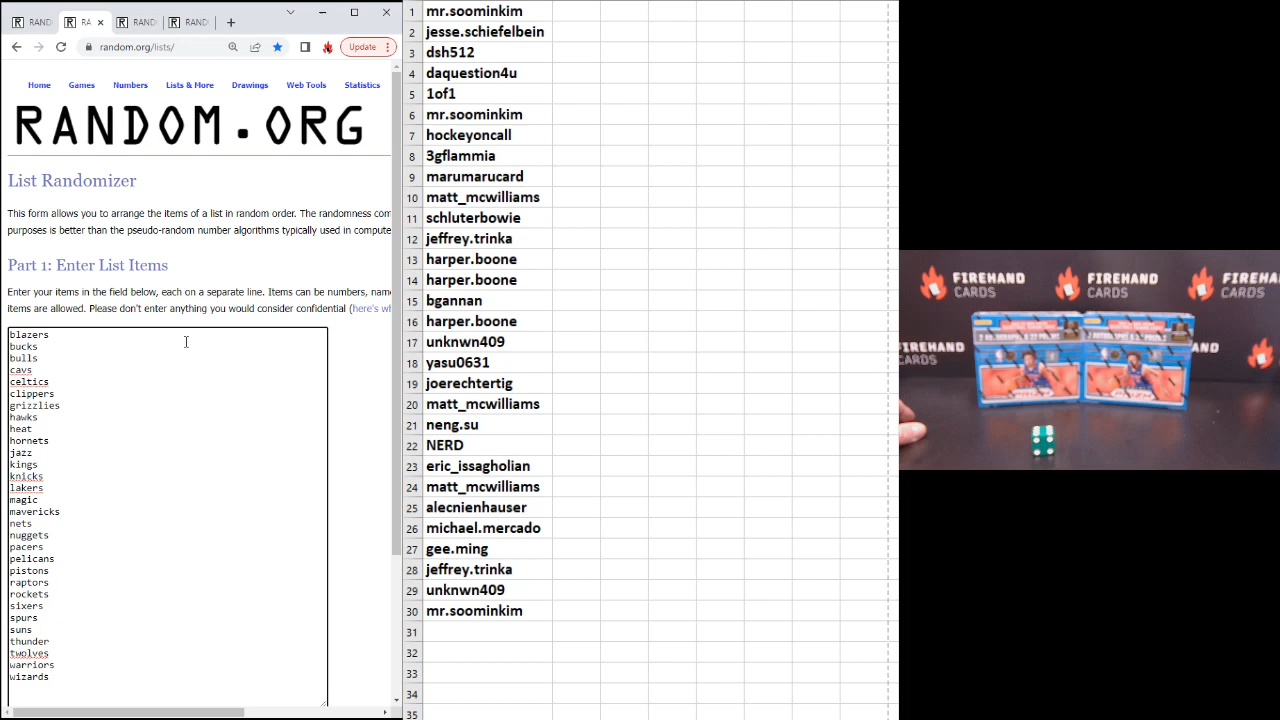 RAND
RA
RAND
RAND
random.org/lists/
Update
Home Games Numbers Lists & More Drawings Web Tools Statistics
RANDOM.ORG
List Randomizer
This form allows you to arrange the items of a list in random order. The randomness com
purposes is better than the pseudo-random number algorithms typically used in compute
Part 1: Enter List Items
Enter your items in the field below, each on a separate line. Items can be numbers, nam
items are allowed. Please don't enter anything you would consider confidential (here's wh
blazers
bucks
bulls
cavs
celtics
clippers
grizzlies
hawks
heat
hornets
jazz
kings
knicks
lakers
magic
mavericks
nets
nuggets
pacers
pelicans
pistons
raptors
rockets
sixers
spurs
suns
thunder
twolves
warriors
wizards
1 mr.soominkim
2 jesse.schiefelbein
3 dsh512
4 daquestion4u
5 1of1
6 mr.soominkim
7 hockeyoncall
8 3gflammia
9 marumarucard
10 matt_mcwilliams
11 schluterbowie
12 jeffrey.trinka
13 harper.boone
14 harper.boone
15 bgannan
16 harper.boone
17 unknwn409
18 yasu0631
19 joerechtertig
20 matt_mcwilliams
21 neng.su
22 NERD
23 eric_issagholian
24 matt_mcwilliams
25 alecnienhauser
26 michael.mercado
27 gee.ming
28 jeffrey.trinka
29 unknwn409
30 mr.soominkim
31
32
33
34
35
FIREHAND
CARDS
FIREHAND
CARDS
FIREHA
CARDS
HAND
RDS
AND